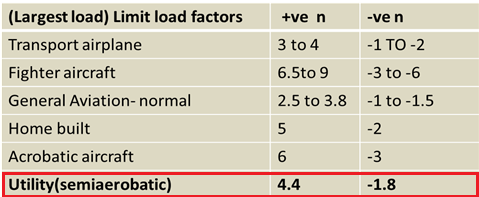 (Largest load) Limit load factors +ve n -ve n
Transport airplane 3 to 4 -1 TO -2
Fighter aircraft 6.5to 9 -3 to -6
General Aviation- normal 2.5 to 3.8 -1 to -1.5
Home built 5 -2
Acrobatic aircraft 6 -3
Utility(semiaerobatic) 4.4 -1.8